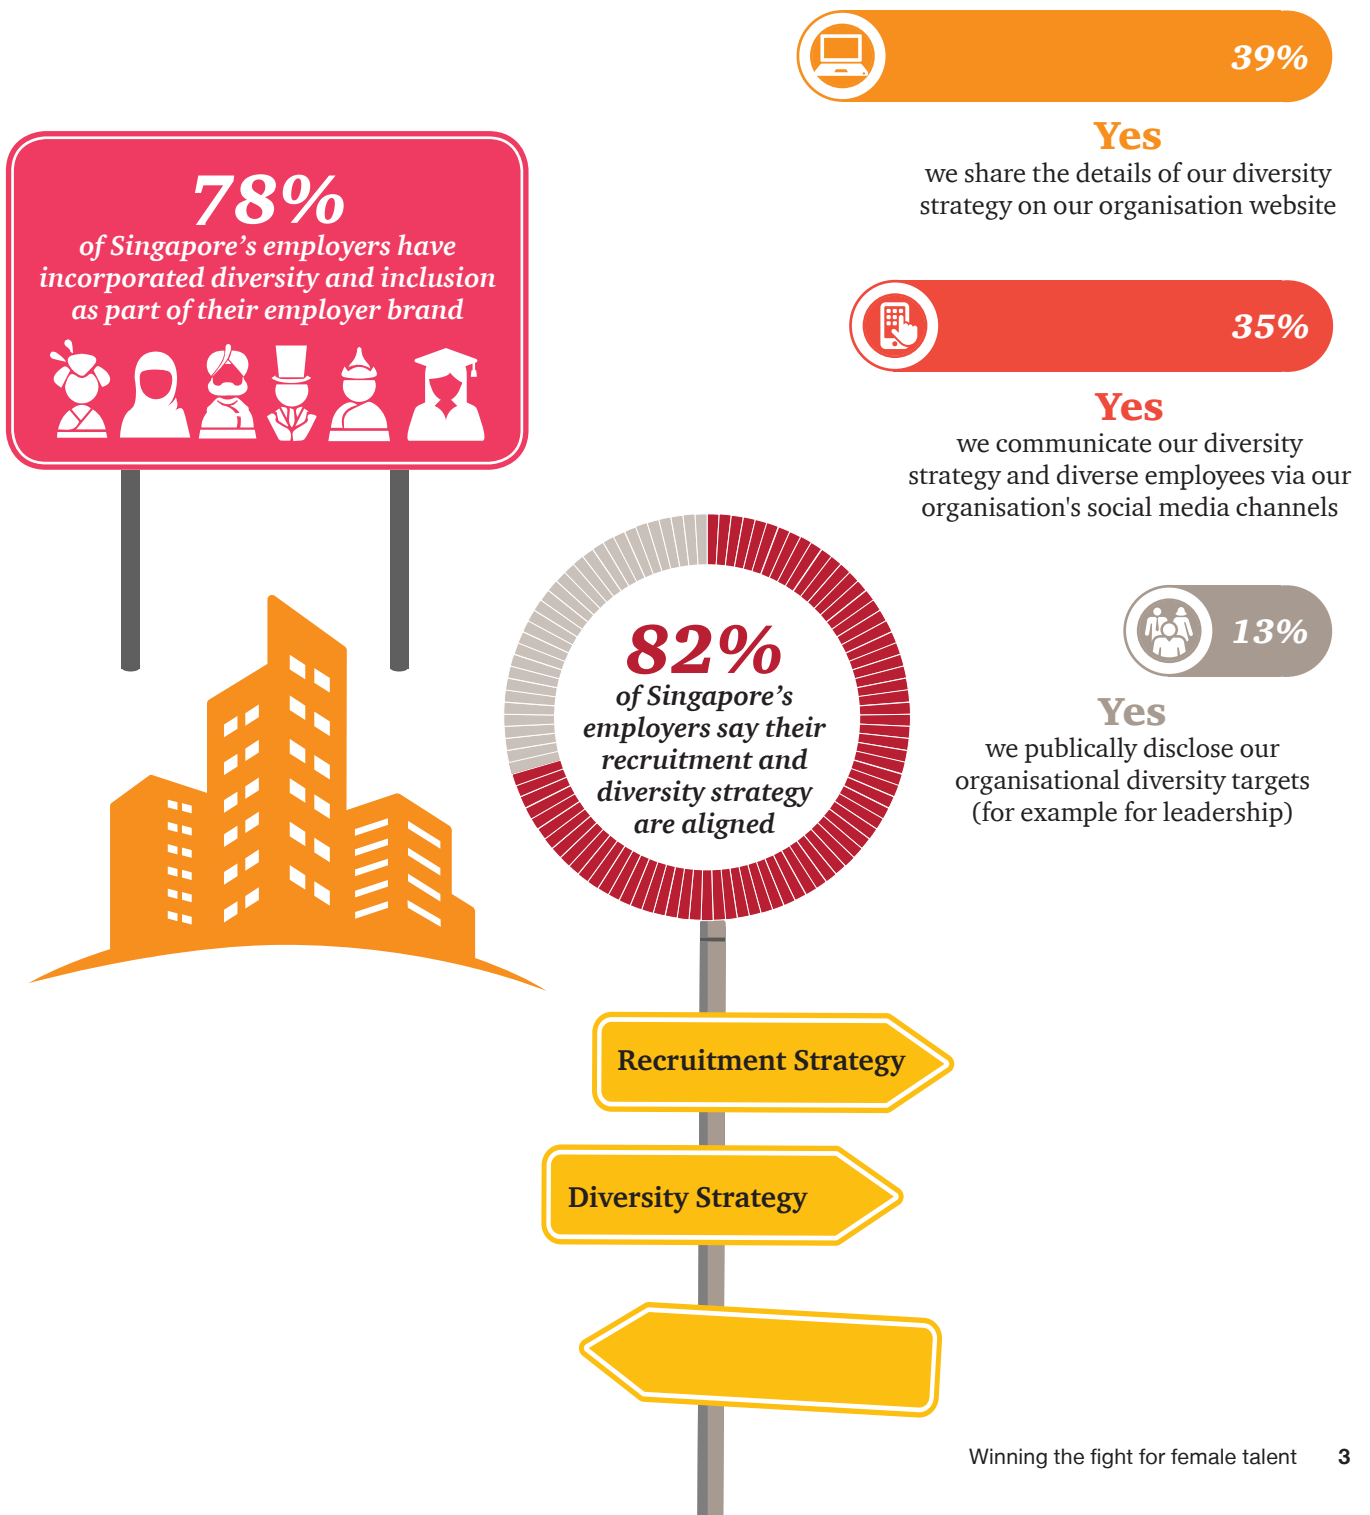 78%
of Singapore’s employers have
incorporated diversity and inclusion
as part of their employer brand
39%
Yes
we share the details of our diversity
strategy on our organisation website
35%
Yes
we communicate our diversity
strategy and diverse employees via our
organisation's social media channels
13%
Yes
we publically disclose our
organisational diversity targets
(for example for leadership)
82%
of Singapore’s
employers say their
recruitment and
diversity strategy
are aligned
Recruitment Strategy
Diversity Strategy
Winning the fight for female talent 3